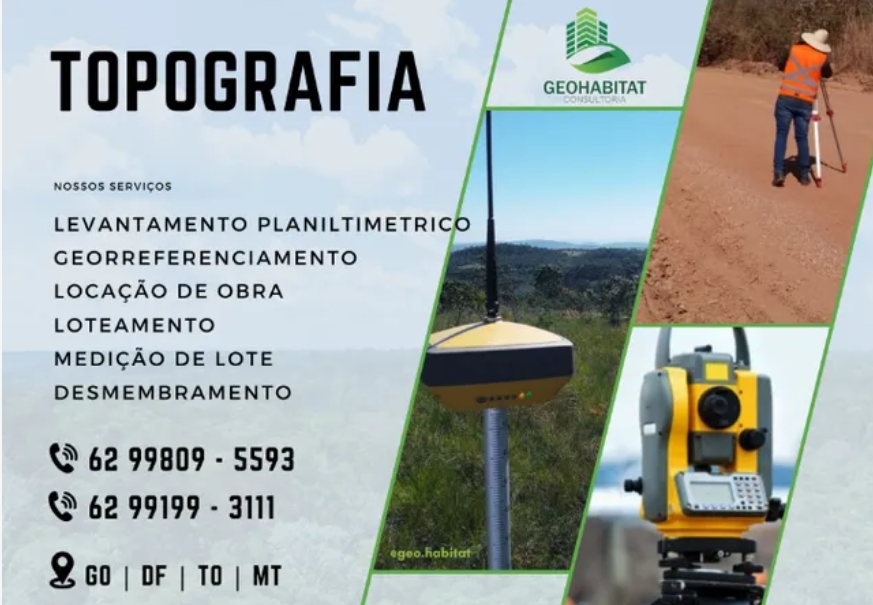 TOPOGRAFIA
GEOHABITAT
CONSULTORIA
NOSSOS SERVIÇOS
LEVANTAMENTO PLANILTIMETRICO
GEORREFERENCIAMENTO
LOCAÇÃO DE OBRA
LOTEAMENTO
MEDIÇÃO DE LOTE
DESMEMBRAMENTO
62 99809 - 5593
62 99199 - 3111
egeo.habitat
GO | DF | TO | MT